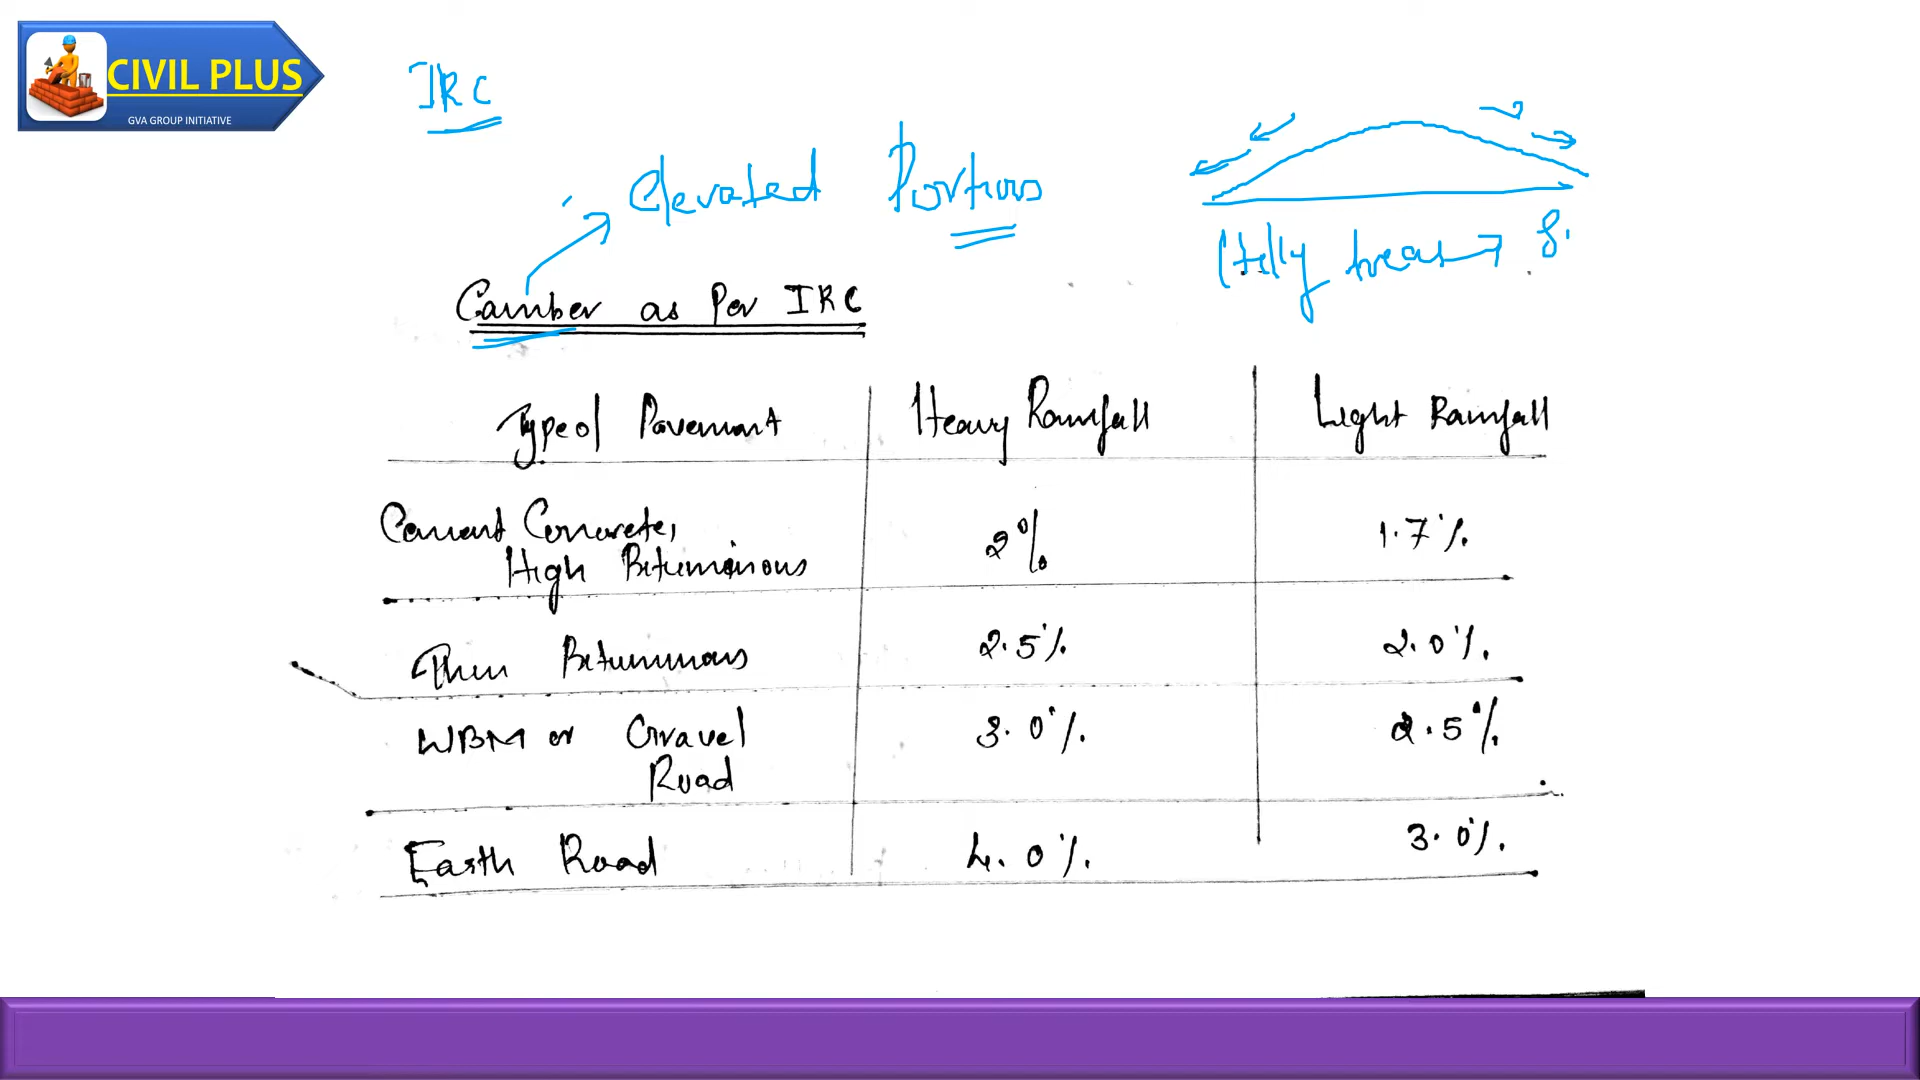 CIVIL PLUS
GVA GROUP INITIATIVE
IRC
Elevated Portions
Hilly areas
Camber as Per IRC
Type of Pavement Heavy Rainfall Light Rainfall
Cement Concrete,
High Bituminous 2% 1.7%
Thin Bituminous 2.5% 2.0%
WBM or Gravel 3.0% 2.5%
Road
Earth Road 4.0% 3.0%